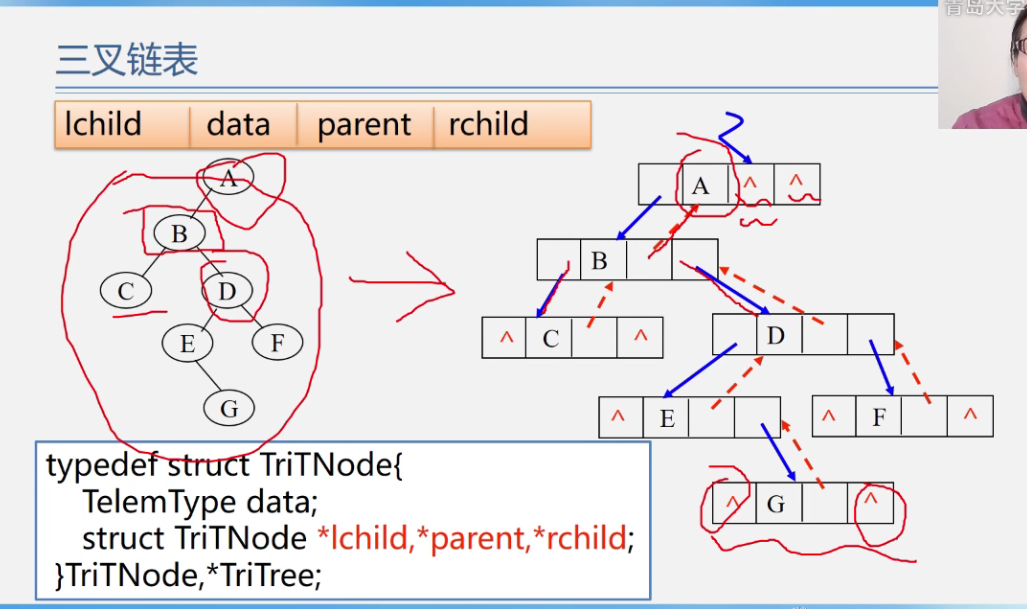 青岛大学
三叉链表
lchild data parent rchild
A
B
C D
E F
G
A ^ ^
B
^ C ^
D
^ E
^ F ^
^ G ^
typedef struct TriTNode{
TelemType data;
struct TriTNode *lchild,*parent,*rchild;
}TriTNode,*TriTree;